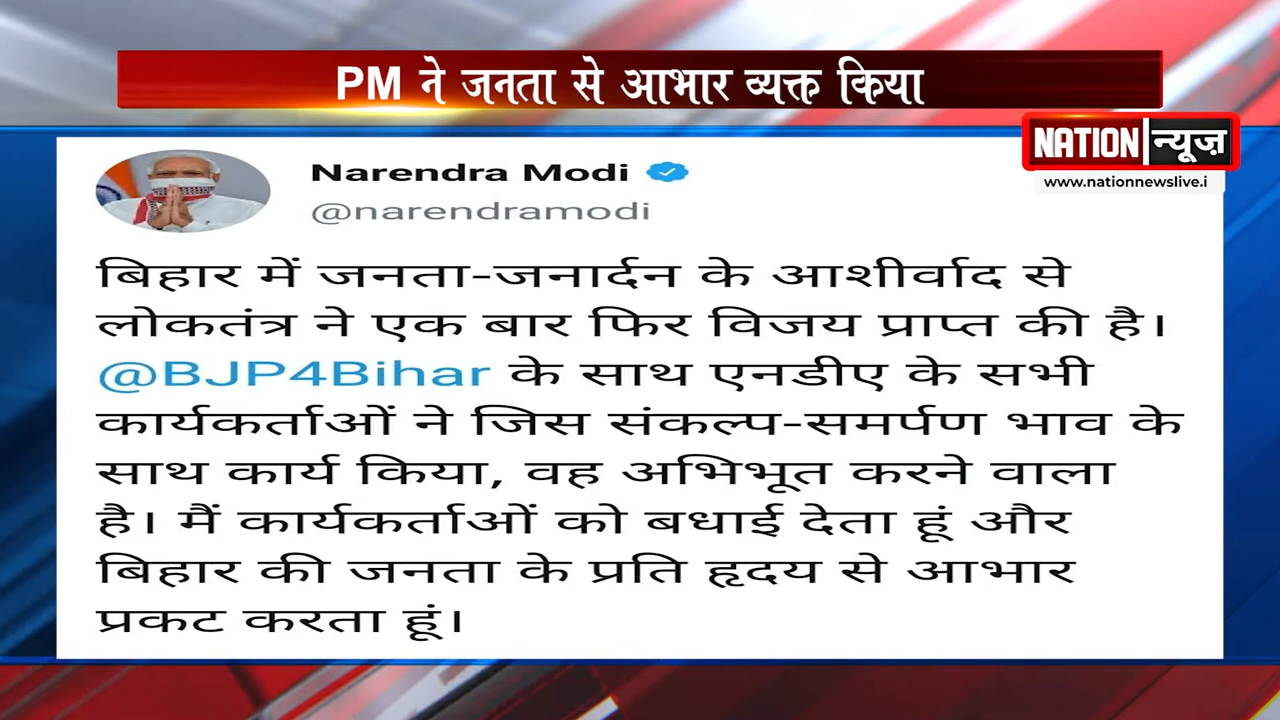 PM ने जनता से आभार व्यक्त किया
NATION न्यूज़
www.nationnewslive.i
Narendra Modi
@narendramodi
बिहार में जनता-जनार्दन के आशीर्वाद से
लोकतंत्र ने एक बार फिर विजय प्राप्त की है।
@BJP4Bihar के साथ एनडीए के सभी
कार्यकर्ताओं ने जिस संकल्प-समर्पण भाव के
साथ कार्य किया, वह अभिभूत करने वाला
है। मैं कार्यकर्ताओं को बधाई देता हूं और
बिहार की जनता के प्रति हृदय से आभार
प्रकट करता हूं।